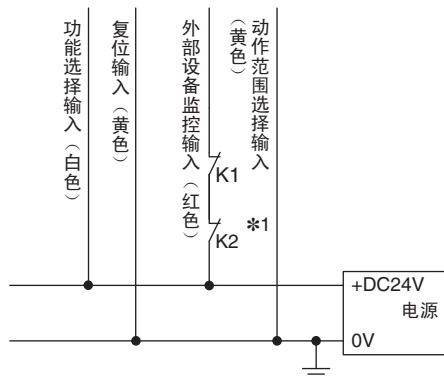 功能选择输入（白色）
复位输入（黄色）
外部设备监控输入（红色）
动作范围选择输入
（黄色）
K1
K2
✽1
+DC24V
电源
0V